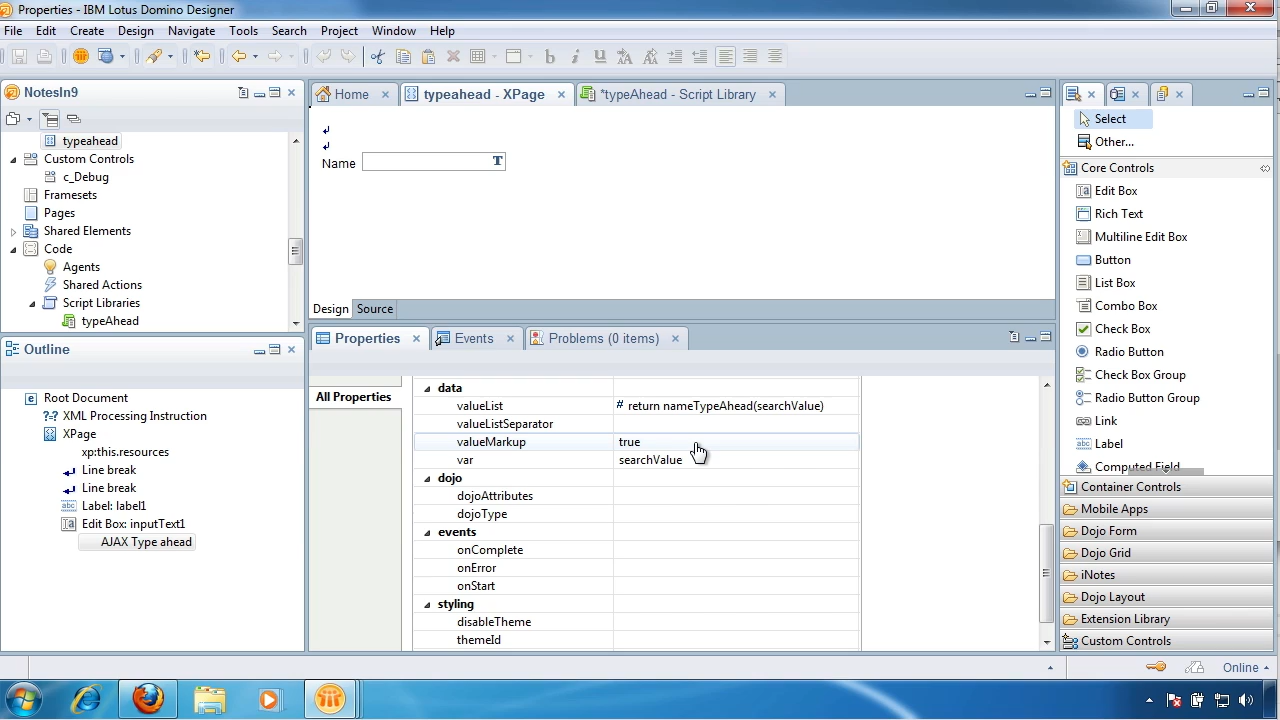 Properties - IBM Lotus Domino Designer
File Edit Create Design Navigate Tools Search Project Window Help
NotesIn9
typeahead
Custom Controls
c_Debug
Framesets
Pages
Shared Elements
Code
Agents
Shared Actions
Script Libraries
typeAhead
Outline
Root Document
XML Processing Instruction
XPage
xp:this.resources
Line break
Line break
Label: label1
Edit Box: inputText1
AJAX Type ahead
Home
typeahead - XPage
*typeAhead - Script Library
Name
Design Source
Properties
Events
Problems (0 items)
All Properties
data
valueList # return nameTypeAhead(searchValue)
valueListSeparator
valueMarkup true
var searchValue
dojo
dojoAttributes
dojoType
events
onComplete
onError
onStart
styling
disableTheme
themeId
Select
Other...
Core Controls
Edit Box
Rich Text
Multiline Edit Box
Button
List Box
Combo Box
Check Box
Radio Button
Check Box Group
Radio Button Group
Link
Label
Computed Field
Container Controls
Mobile Apps
Dojo Form
Dojo Grid
iNotes
Dojo Layout
Extension Library
Custom Controls
Online